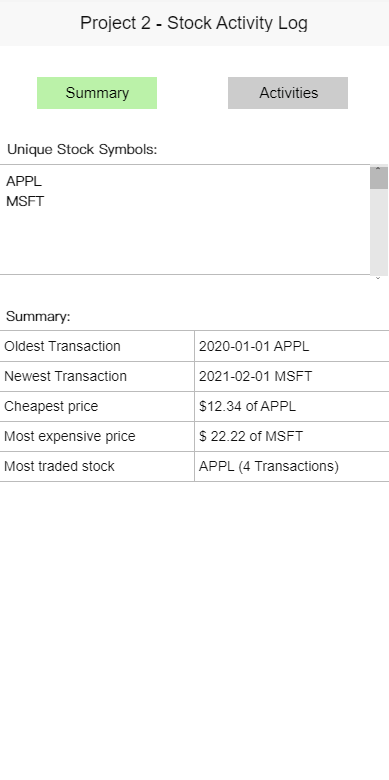 Project 2 - Stock Activity Log
Summary
Activities
Unique Stock Symbols:
APPL
MSFT
Summary:
Oldest Transaction 2020-01-01 APPL
Newest Transaction 2021-02-01 MSFT
Cheapest price $12.34 of APPL
Most expensive price $ 22.22 of MSFT
Most traded stock APPL (4 Transactions)